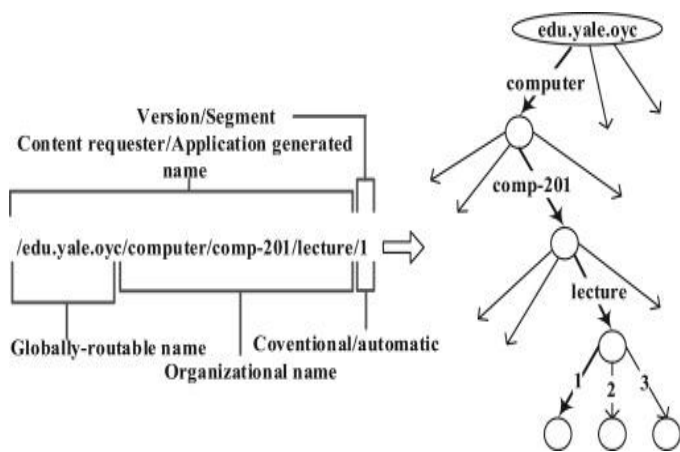 Version/Segment
Content requester/Application generated
name
/edu.yale.oyc/computer/comp-201/lecture/1
Globally-routable name
Coventional/automatic
Organizational name
edu.yale.oyc
computer
comp-201
lecture
1
2
3